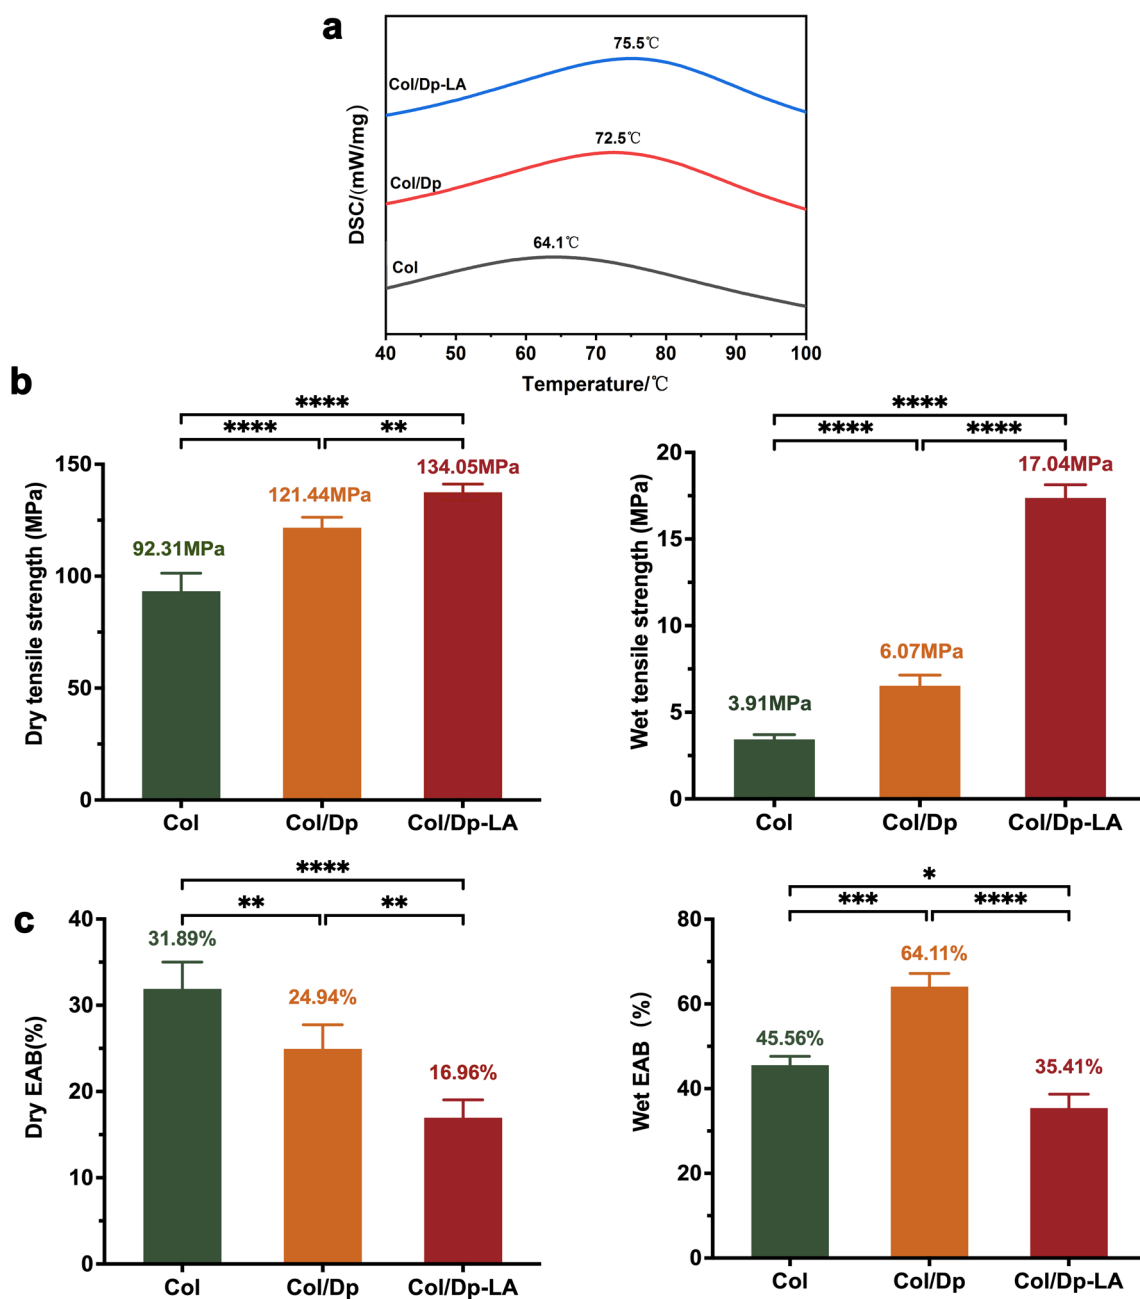 a
75.5℃
Col/Dp-LA
72.5℃
Col/Dp
64.1℃
Col
DSC/(mW/mg)
40 50 60 70 80 90 100
Temperature/℃
b
****
**** **
150
100
50
0
Dry tensile strength (MPa)
92.31MPa
121.44MPa
134.05MPa
Col Col/Dp Col/Dp-LA
****
**** ****
20
15
10
5
0
Wet tensile strength (MPa)
3.91MPa
6.07MPa
17.04MPa
Col Col/Dp Col/Dp-LA
c
****
** **
40
30
20
10
0
Dry EAB(%)
31.89%
24.94%
16.96%
Col Col/Dp Col/Dp-LA
*
*** ****
80
60
40
20
0
Wet EAB (%)
45.56%
64.11%
35.41%
Col Col/Dp Col/Dp-LA